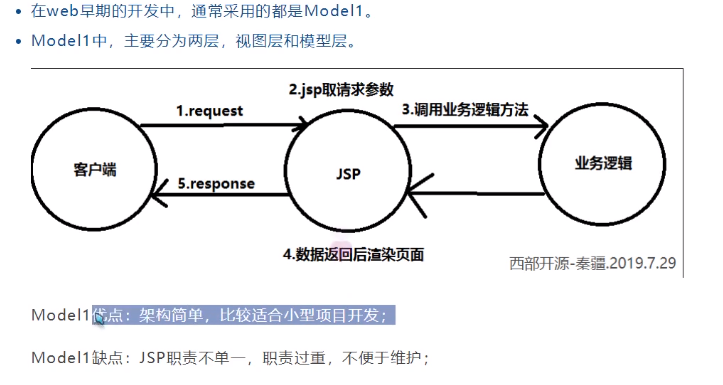 在web早期的开发中，通常采用的都是Model1。
Model1中，主要分为两层，视图层和模型层。
2.jsp取请求参数
1.request
3.调用业务逻辑方法
客户端
JSP
业务逻辑
5.response
4.数据返回后渲染页面
西部开源-秦疆.2019.7.29
Model1优点：架构简单，比较适合小型项目开发；
Model1缺点：JSP职责不单一，职责过重，不便于维护；